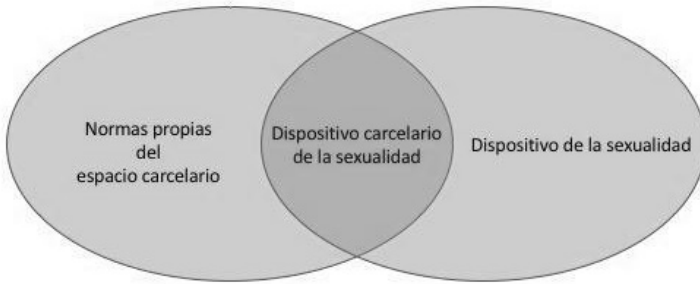 Normas propias
del
espacio carcelario
Dispositivo carcelario
de la sexualidad
Dispositivo de la sexualidad